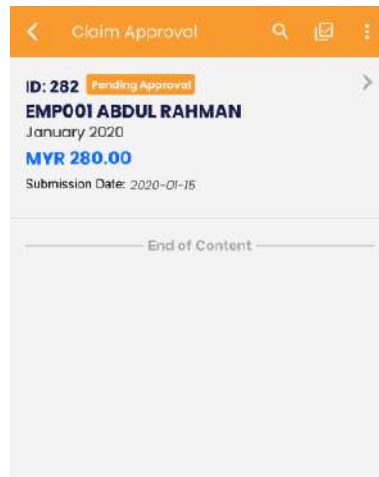 Claim Approval
ID: 282 Pending Approval
EMP001 ABDUL RAHMAN
January 2020
MYR 280.00
Submission Date: 2020-01-15
End of Content